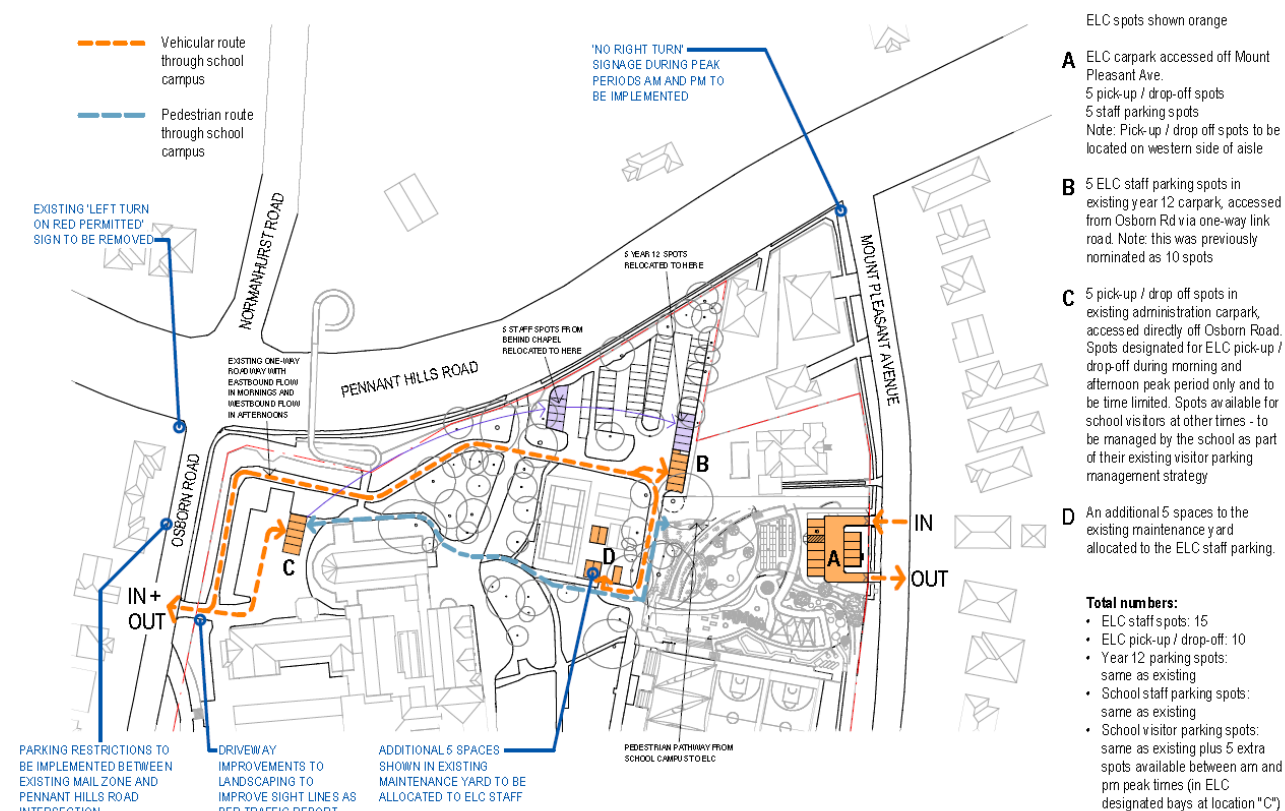 Vehicular route
through school
campus
Pedestrian route
through school
campus
'NO RIGHT TURN'
SIGNAGE DURING PEAK
PERIODS AM AND PM TO
BE IMPLEMENTED
EXISTING 'LEFT TURN
ON RED PERMITTED'
SIGN TO BE REMOVED
NORMANHURST ROAD
5 YEAR 12 SPOTS
RELOCATED TO HERE
MOUNT PLEASANT AVENUE
5 STAFF SPOTS FROM
BEHIND CHAPEL
RELOCATED TO HERE
EXISTING ONE-WAY
ROADWAY WITH
EASTBOUND FLOW
IN MORNINGS AND
WESTBOUND FLOW
IN AFTERNOONS
PENNANT HILLS ROAD
OSBORN ROAD
B
C
D
A
IN
OUT
IN +
OUT
PARKING RESTRICTIONS TO
BE IMPLEMENTED BETWEEN
EXISTING MAIL ZONE AND
PENNANT HILLS ROAD
INTERSECTION
DRIVEWAY
IMPROVEMENTS TO
LANDSCAPING TO
IMPROVE SIGHT LINES AS
PER TRAFFIC REPORT
ADDITIONAL 5 SPACES
SHOWN IN EXISTING
MAINTENANCE YARD TO BE
ALLOCATED TO ELC STAFF
PEDESTRIAN PATHWAY FROM
SCHOOL CAMPUS TO ELC
ELC spots shown orange
A ELC carpark accessed off Mount
Pleasant Ave.
5 pick-up / drop-off spots
5 staff parking spots
Note: Pick-up / drop off spots to be
located on western side of aisle
B 5 ELC staff parking spots in
existing year 12 carpark, accessed
from Osborn Rd via one-way link
road. Note: this was previously
nominated as 10 spots
C 5 pick-up / drop off spots in
existing administration carpark,
accessed directly off Osborn Road.
Spots designated for ELC pick-up /
drop-off during morning and
afternoon peak period only and to
be time limited. Spots available for
school visitors at other times - to
be managed by the school as part
of their existing visitor parking
management strategy
D An additional 5 spaces to the
existing maintenance yard
allocated to the ELC staff parking.
Total numbers:
• ELC staff spots: 15
• ELC pick-up / drop-off: 10
• Year 12 parking spots:
same as existing
• School staff parking spots:
same as existing
• School visitor parking spots:
same as existing plus 5 extra
spots available between am and
pm peak times (in ELC
designated bays at location "C")